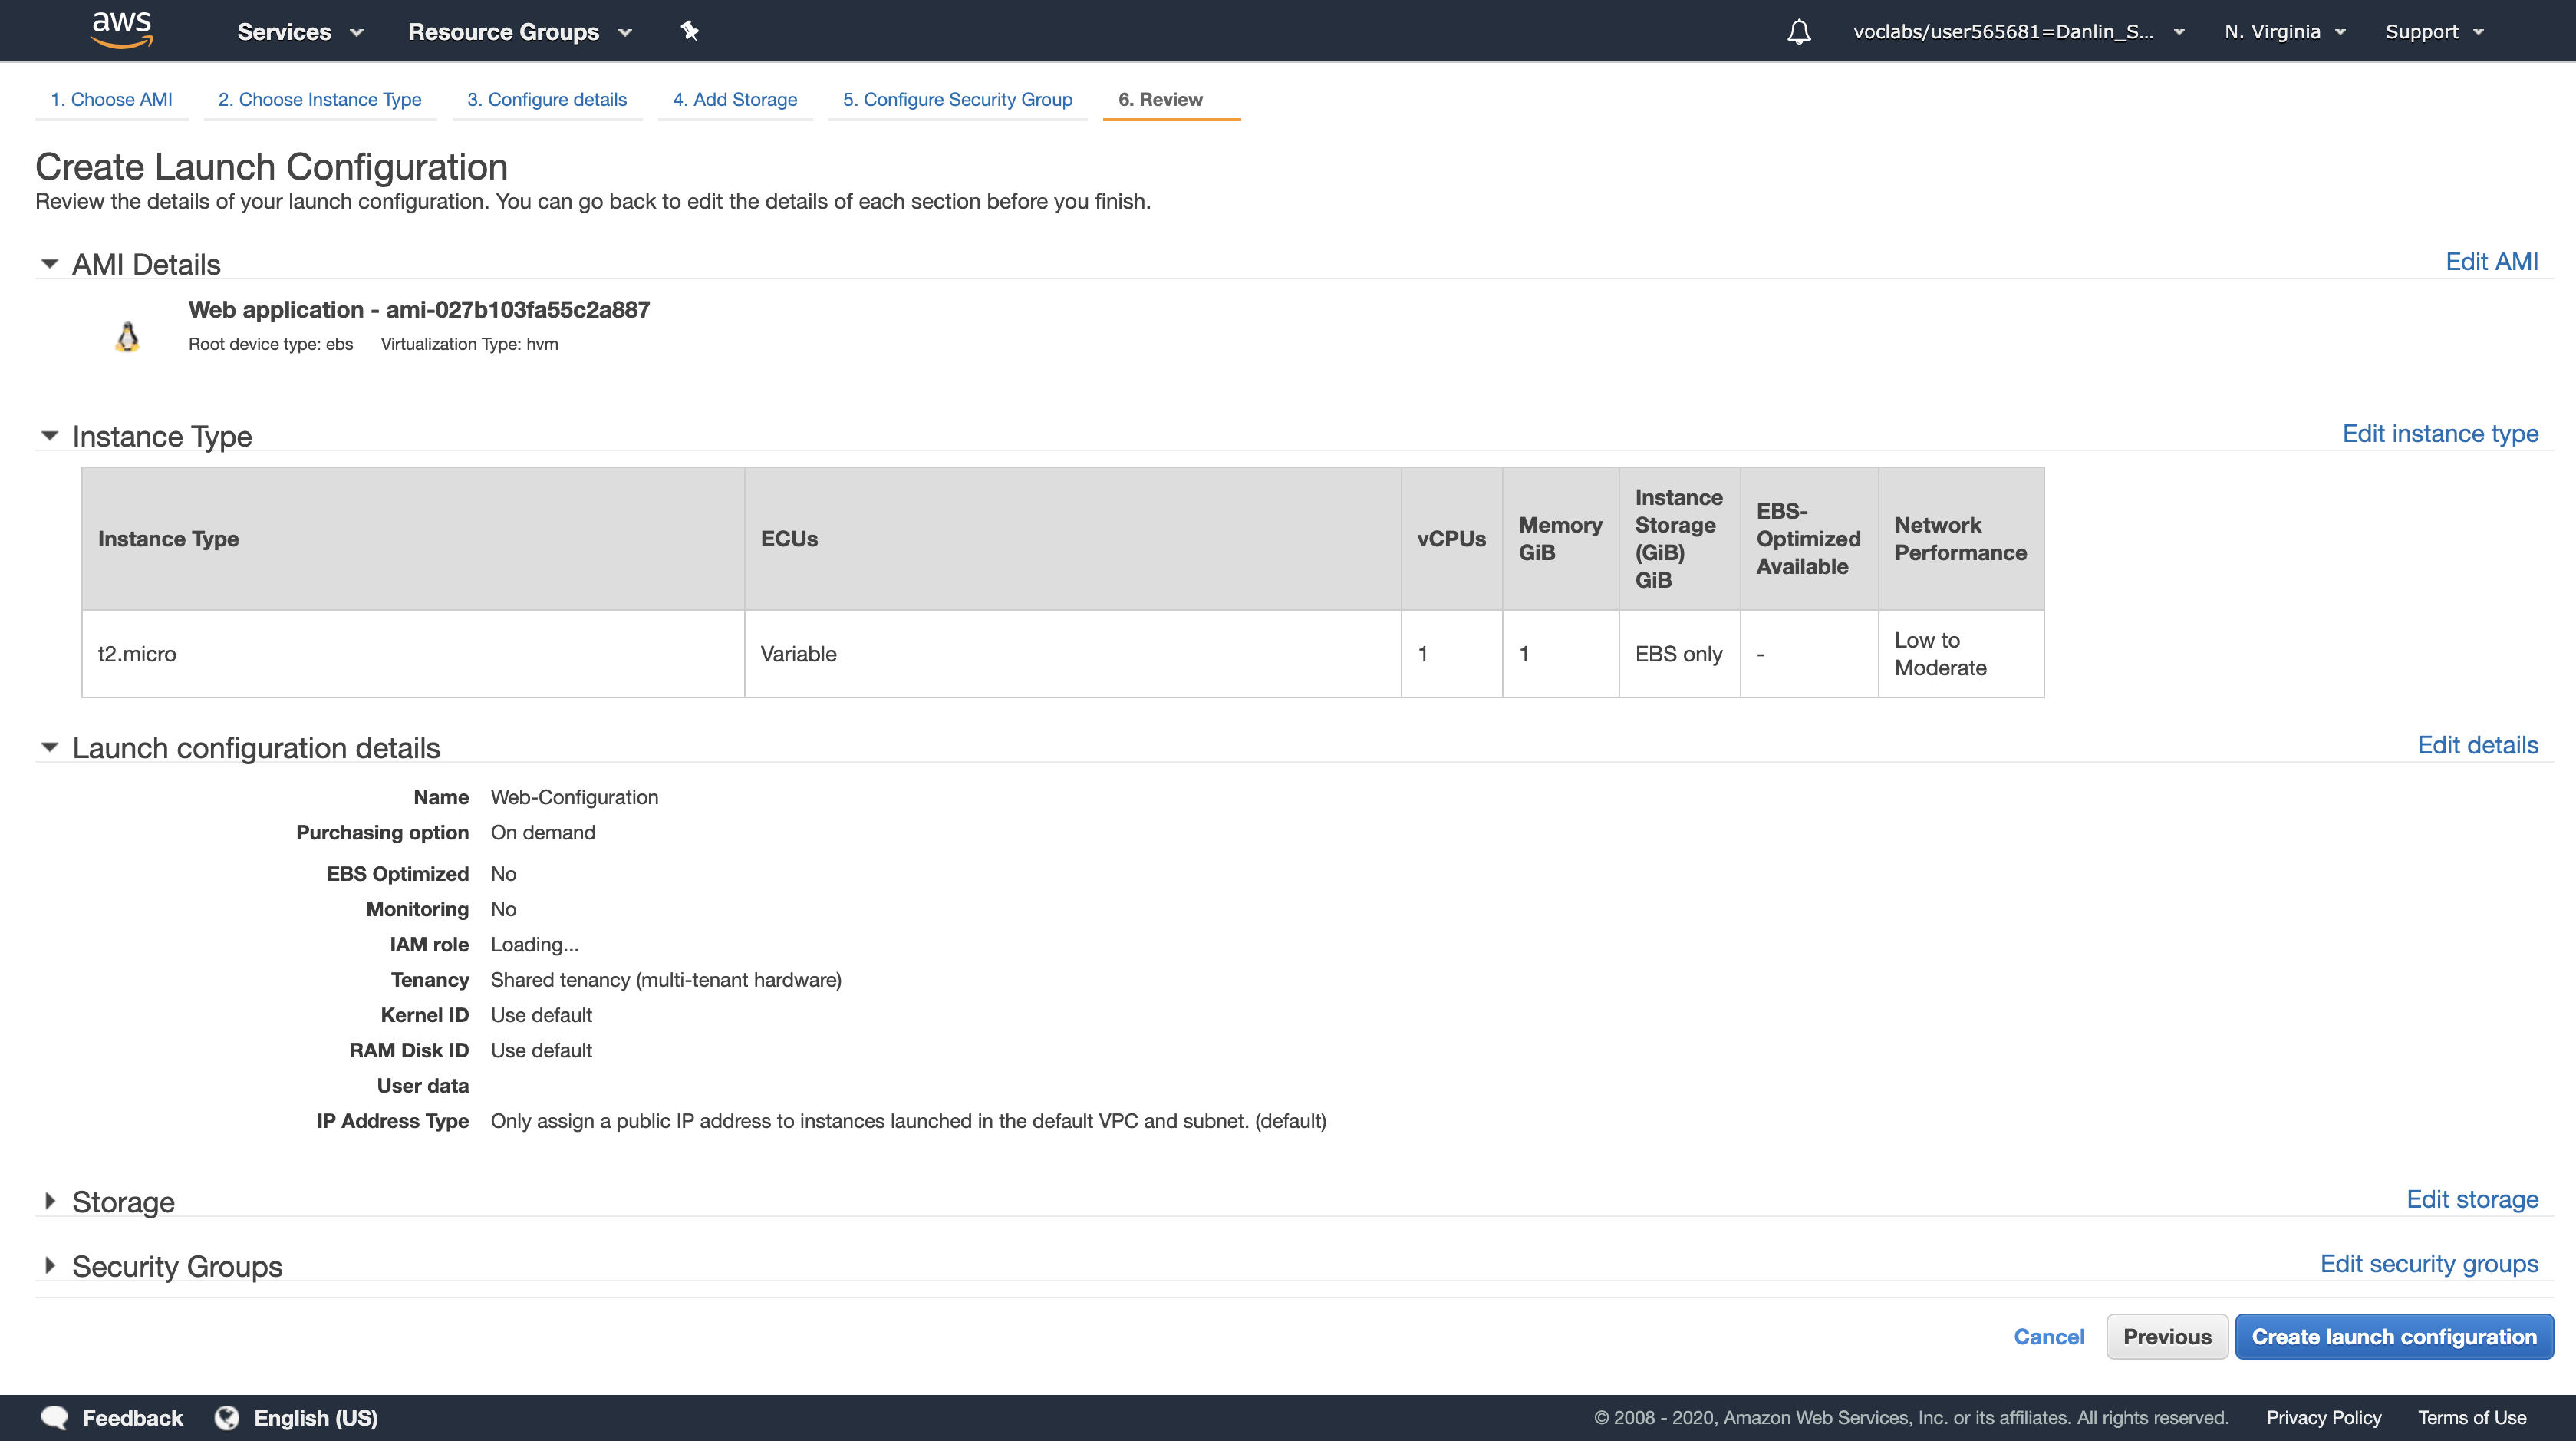 aws Services Resource Groups voclabs/user565681=Danlin_S... N. Virginia Support
1. Choose AMI 2. Choose Instance Type 3. Configure details 4. Add Storage 5. Configure Security Group 6. Review
Create Launch Configuration
Review the details of your launch configuration. You can go back to edit the details of each section before you finish.
AMI Details Edit AMI
Web application - ami-027b103fa55c2a887
Root device type: ebs Virtualization Type: hvm
Instance Type Edit instance type
Instance Type ECUs vCPUs Memory GiB Instance Storage (GiB) GiB EBS-Optimized Available Network Performance
t2.micro Variable 1 1 EBS only - Low to Moderate
Launch configuration details Edit details
Name Web-Configuration
Purchasing option On demand
EBS Optimized No
Monitoring No
IAM role Loading...
Tenancy Shared tenancy (multi-tenant hardware)
Kernel ID Use default
RAM Disk ID Use default
User data
IP Address Type Only assign a public IP address to instances launched in the default VPC and subnet. (default)
Storage Edit storage
Security Groups Edit security groups
Cancel Previous Create launch configuration
Feedback English (US) © 2008 - 2020, Amazon Web Services, Inc. or its affiliates. All rights reserved. Privacy Policy Terms of Use